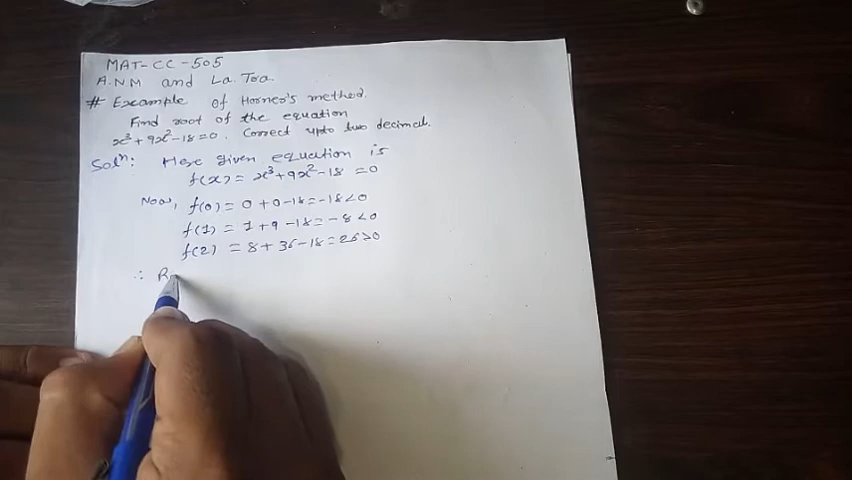 MAT-CC-505
A.NM and La.Tra.
# Example of Horner's method.
Find root of the equation
x³+9x²-18=0. Correct upto two decimal.
Solⁿ: Here given equation is
f(x) = x³+9x²-18 =0
Now, f(0) = 0+0-18=-18<0
f(1) = 1+9-18=-8<0
f(2) = 8+36-18=26>0
∴